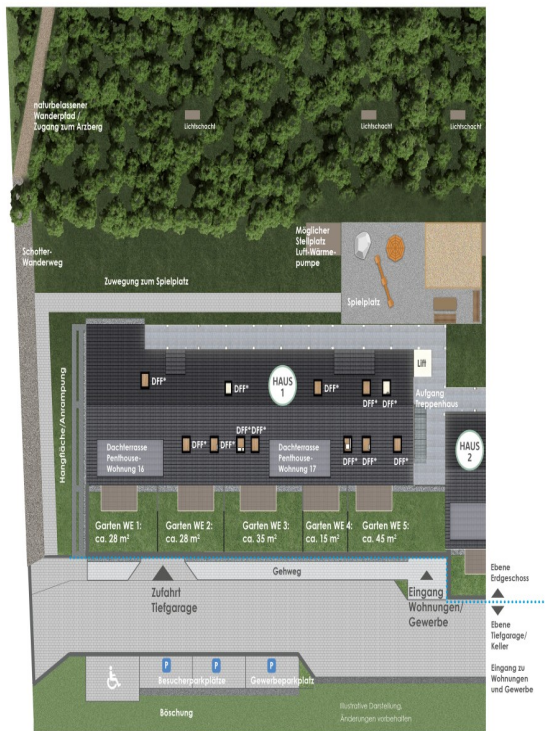 naturbelassener
Wanderpfad /
Zugang zum Arzberg
Lichtschacht
Lichtschacht
Lichtschacht
Möglicher
Stellplatz
Luft-Wärme-
pumpe
Schotter-
Wanderweg
Zuwegung zum Spielplatz
Spielplatz
Hangfläche/Anrampung
Lift
HAUS
1
DFF*
DFF*
DFF*
DFF*
DFF*
Aufgang
Treppenhaus
HAUS
2
DFF*
DFF*
DFF*
DFF*
DFF*
DFF*
DFF*
Dachterrasse
Penthouse-
Wohnung 16
Dachterrasse
Penthouse-
Wohnung 17
Garten WE 1:
ca. 28 m²
Garten WE 2:
ca. 28 m²
Garten WE 3:
ca. 35 m²
Garten WE 4:
ca. 15 m²
Garten WE 5:
ca. 45 m²
Gehweg
Zufahrt
Tiefgarage
Eingang
Wohnungen/
Gewerbe
Ebene
Erdgeschoss
Ebene
Tiefgarage/
Keller
Eingang zu
Wohnungen
und Gewerbe
P
P
P
Besucherparkplätze
Gewerbeparkplatz
Böschung
Illustrative Darstellung,
Änderungen vorbehalten